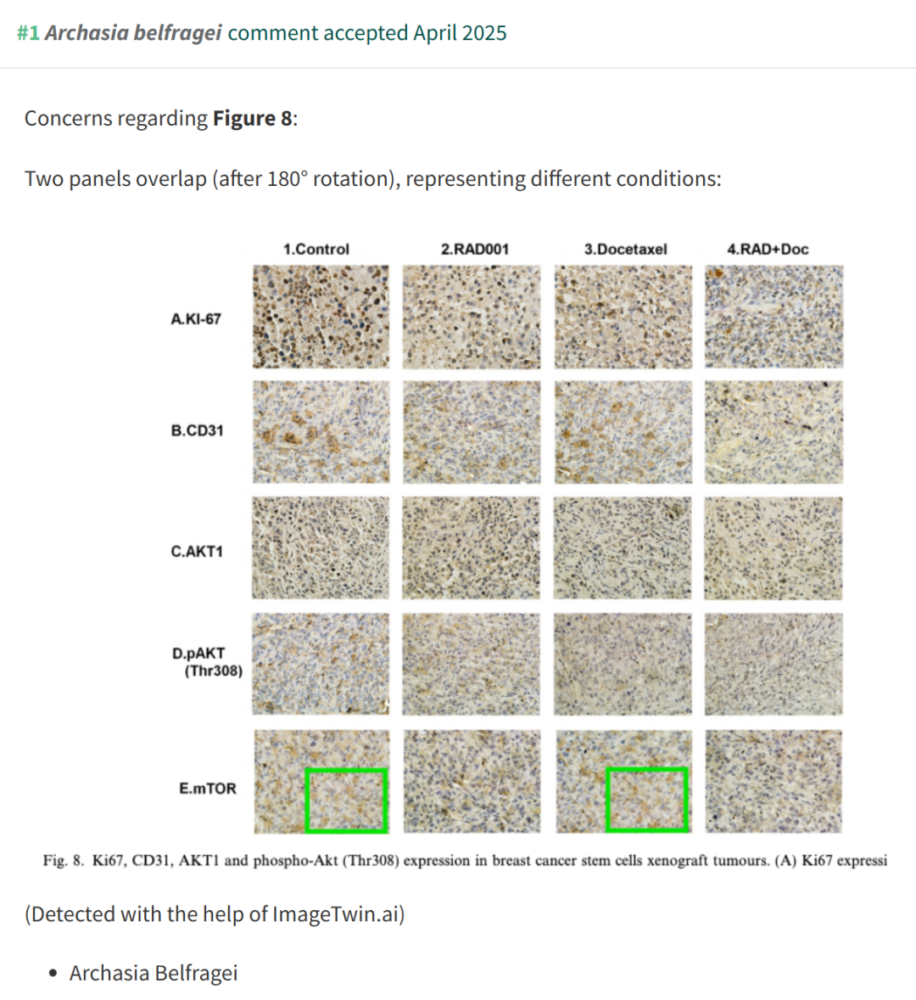 #1 Archasia belfragei comment accepted April 2025
Concerns regarding Figure 8:
Two panels overlap (after 180° rotation), representing different conditions:
1.Control 2.RAD001 3.Docetaxel 4.RAD+Doc
A.KI-67
B.CD31
C.AKT1
D.pAKT
(Thr308)
E.mTOR
Fig. 8. Ki67, CD31, AKT1 and phospho-Akt (Thr308) expression in breast cancer stem cells xenograft tumours. (A) Ki67 expressi
(Detected with the help of ImageTwin.ai)
• Archasia Belfragei